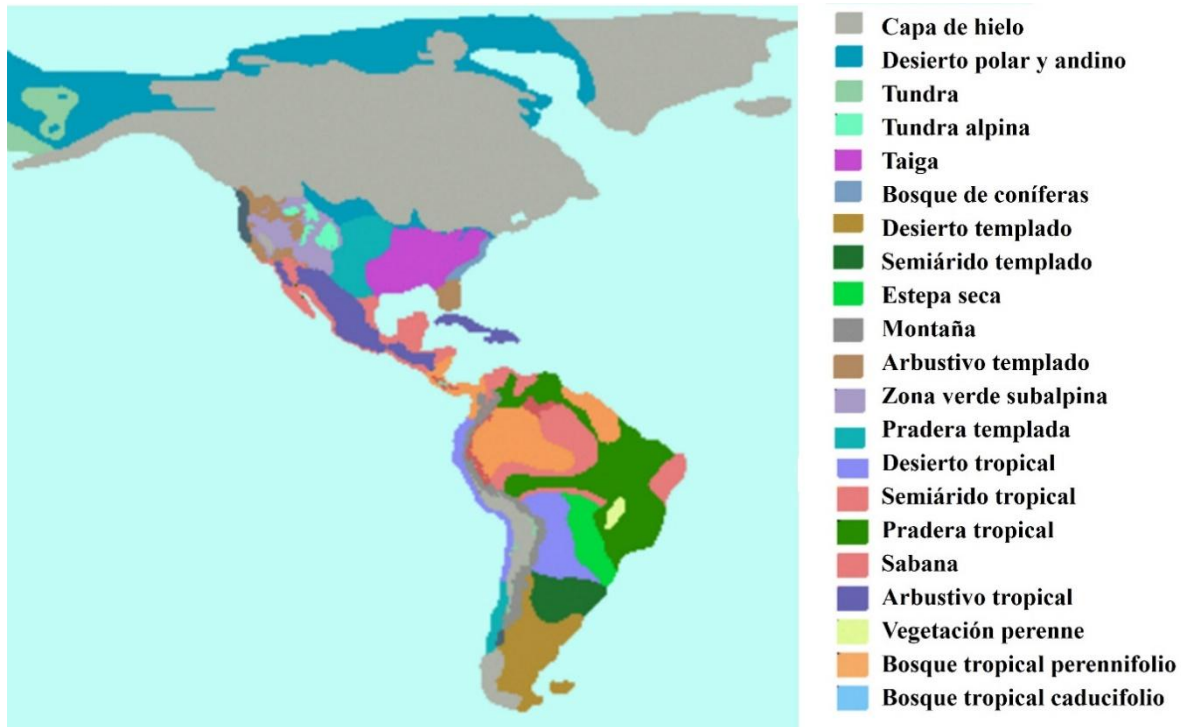 Capa de hielo
Desierto polar y andino
Tundra
Tundra alpina
Taiga
Bosque de coníferas
Desierto templado
Semiárido templado
Estepa seca
Montaña
Arbustivo templado
Zona verde subalpina
Pradera templada
Desierto tropical
Semiárido tropical
Pradera tropical
Sabana
Arbustivo tropical
Vegetación perenne
Bosque tropical perennifolio
Bosque tropical caducifolio